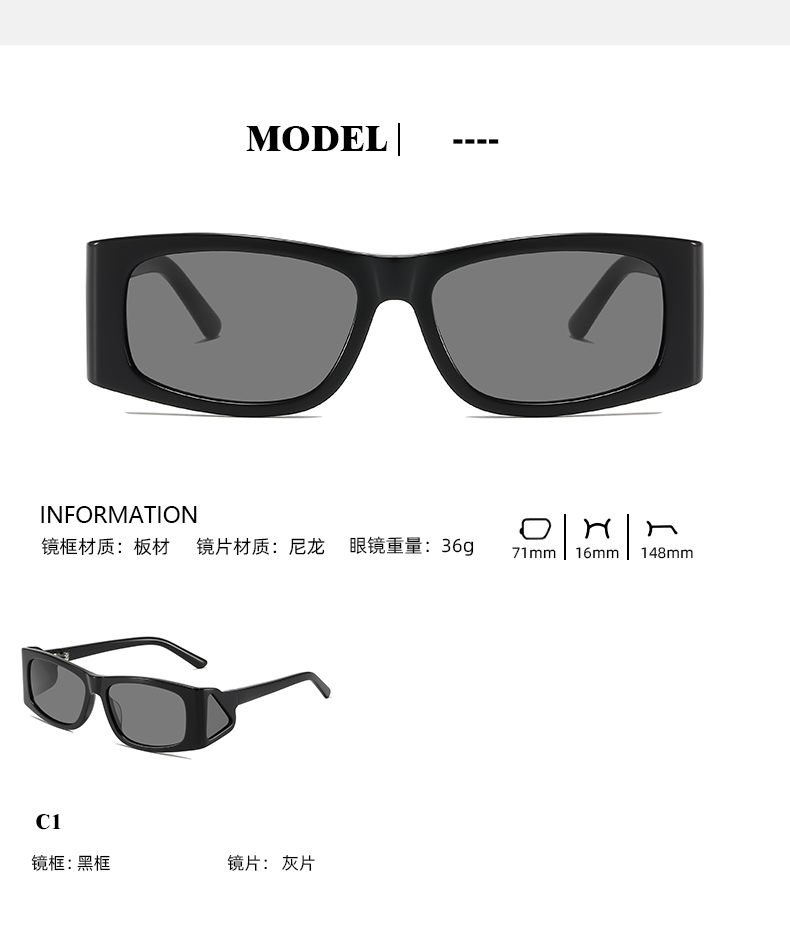 MODEL | ----
INFORMATION
镜框材质：板材 镜片材质：尼龙 眼镜重量：36g
71mm 16mm 148mm
C1
镜框：黑框 镜片：灰片